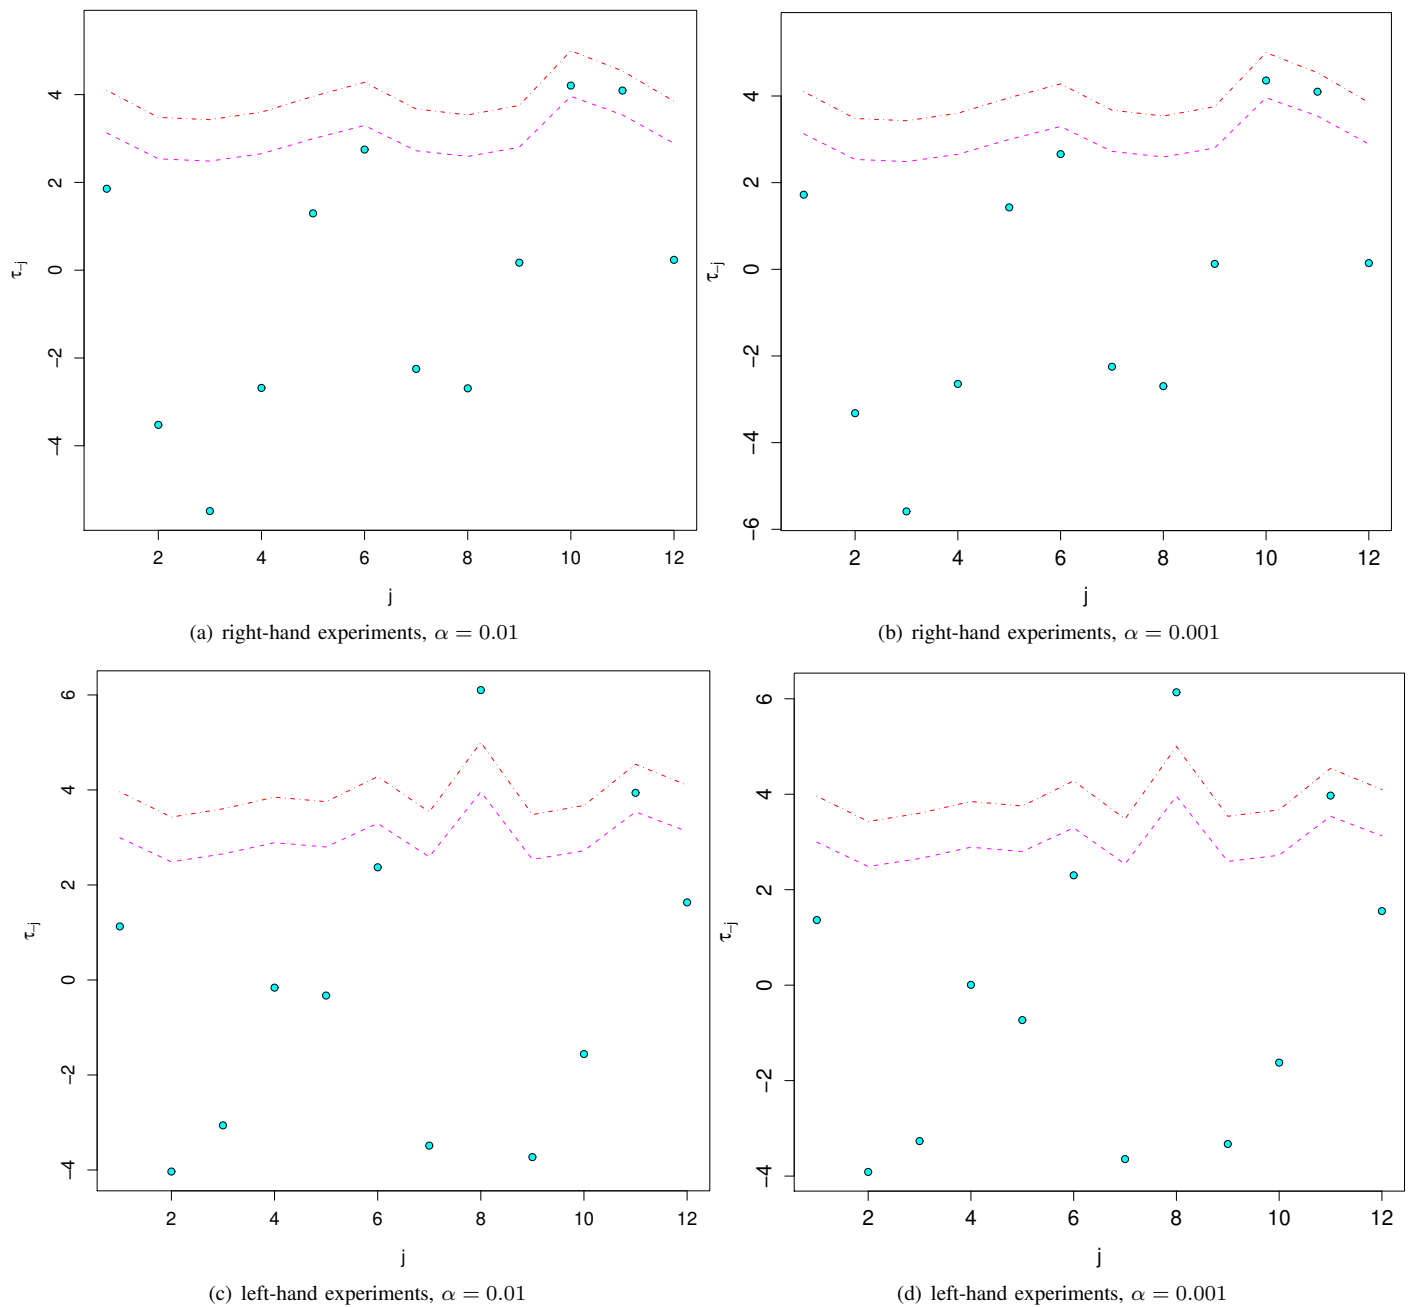 4
2
0
−2
−4
τ−j
2 4 6 8 10 12
j
(a) right-hand experiments, α = 0.01
4
2
0
−2
−4
−6
τ−j
2 4 6 8 10 12
j
(b) right-hand experiments, α = 0.001
6
4
2
0
−2
−4
τ−j
2 4 6 8 10 12
j
(c) left-hand experiments, α = 0.01
6
4
2
0
−2
−4
τ−j
2 4 6 8 10 12
j
(d) left-hand experiments, α = 0.001